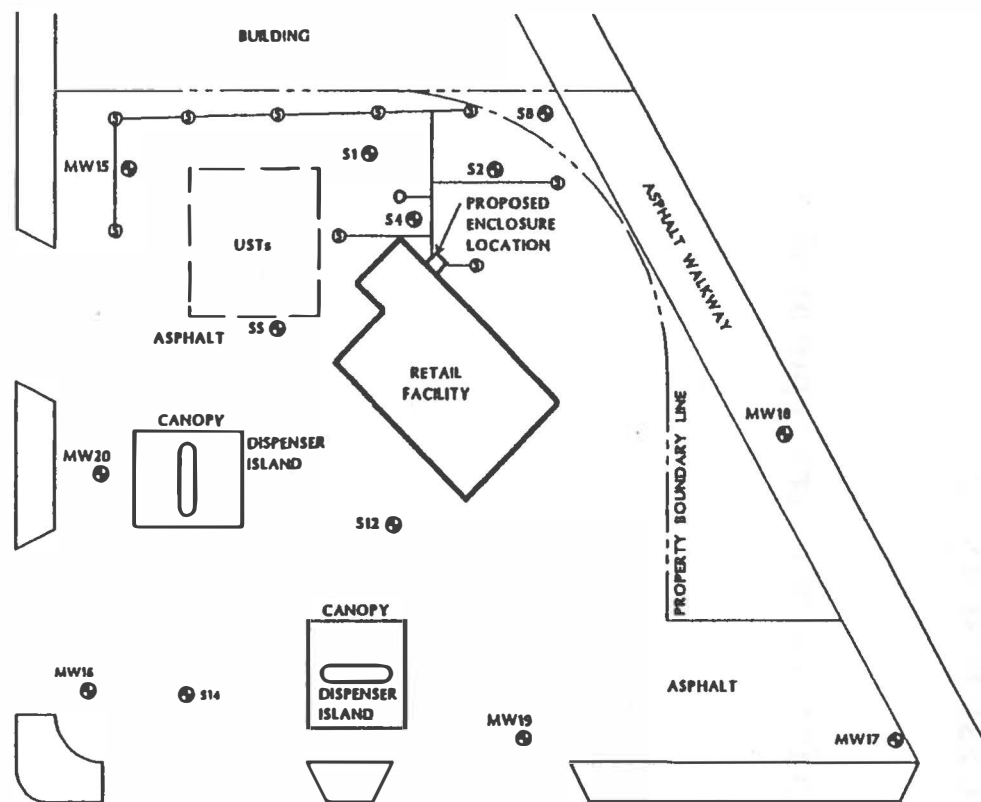 BUILDING
S8
S
S
S
S
S
S1
S2
MW15
S
PROPOSED
ENCLOSURE
LOCATION
S4
S
S
USTs
S
ASPHALT WALKWAY
S5
ASPHALT
RETAIL
FACILITY
CANOPY
DISPENSER
ISLAND
MW20
MW18
PROPERTY BOUNDARY LINE
S12
CANOPY
MW16
S14
DISPENSER
ISLAND
ASPHALT
MW19
MW17